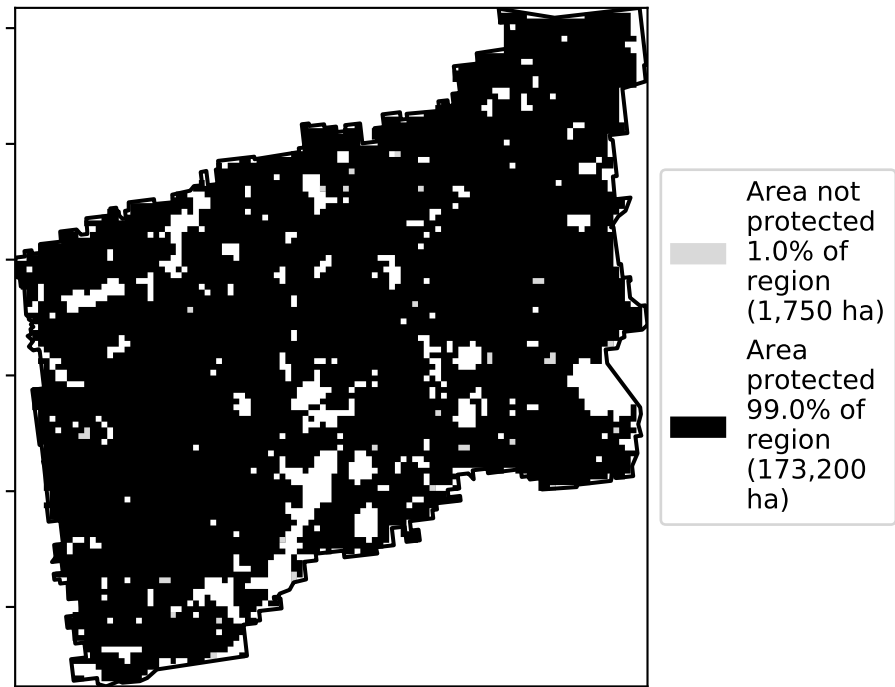 Area not
protected
1.0% of
region
(1,750 ha)
Area
protected
99.0% of
region
(173,200
ha)